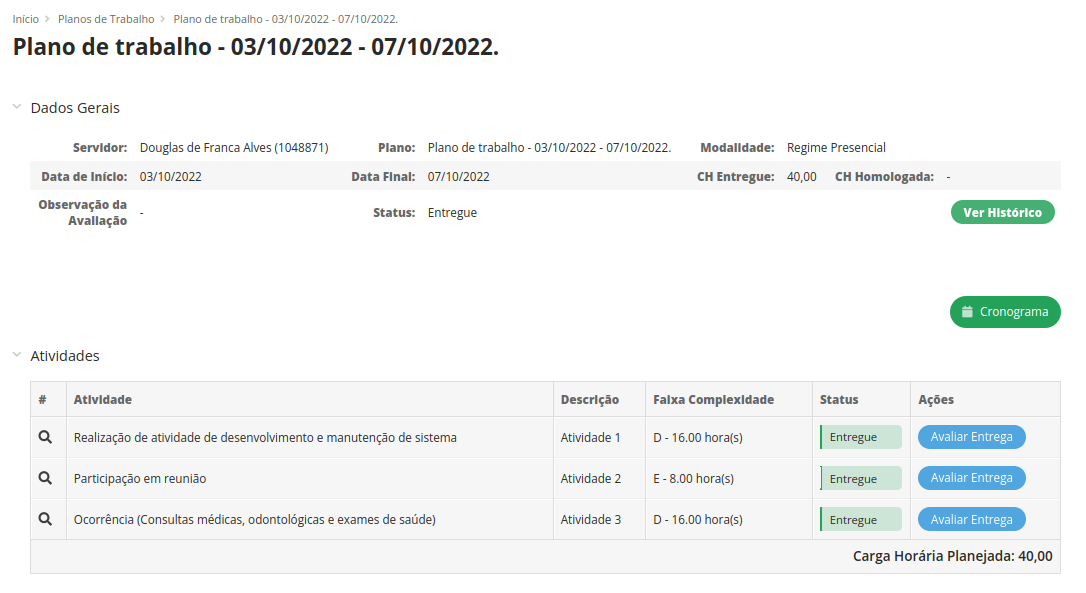 Início > Planos de Trabalho > Plano de trabalho - 03/10/2022 - 07/10/2022.
Plano de trabalho - 03/10/2022 - 07/10/2022.
Dados Gerais
Servidor: Douglas de Franca Alves (1048871) Plano: Plano de trabalho - 03/10/2022 - 07/10/2022. Modalidade: Regime Presencial
Data de Início: 03/10/2022 Data Final: 07/10/2022 CH Entregue: 40,00 CH Homologada: -
Observação da
Avaliação - Status: Entregue Ver Histórico
Cronograma
Atividades
# Atividade Descrição Faixa Complexidade Status Ações
Realização de atividade de desenvolvimento e manutenção de sistema Atividade 1 D - 16.00 hora(s) Entregue Avaliar Entrega
Participação em reunião Atividade 2 E - 8.00 hora(s) Entregue Avaliar Entrega
Ocorrência (Consultas médicas, odontológicas e exames de saúde) Atividade 3 D - 16.00 hora(s) Entregue Avaliar Entrega
Carga Horária Planejada: 40,00